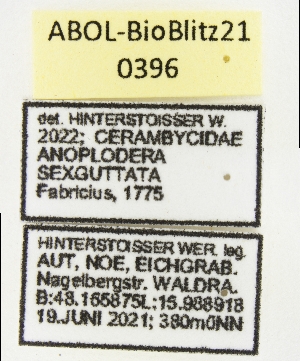 ABOL-BioBlitz21
0396
det. HINTERSTOISSER W.
2022; CERAMBYCIDAE
ANOPLODERA
SEXGUTTATA
Fabricius, 1775
HINTERSTOISSER WER. leg.
AUT, NOE, EICHGRAB.
Nagelbergstr. WALDRA.
B:48.165875L:15.988918
19.JUNI 2021; 380müNN